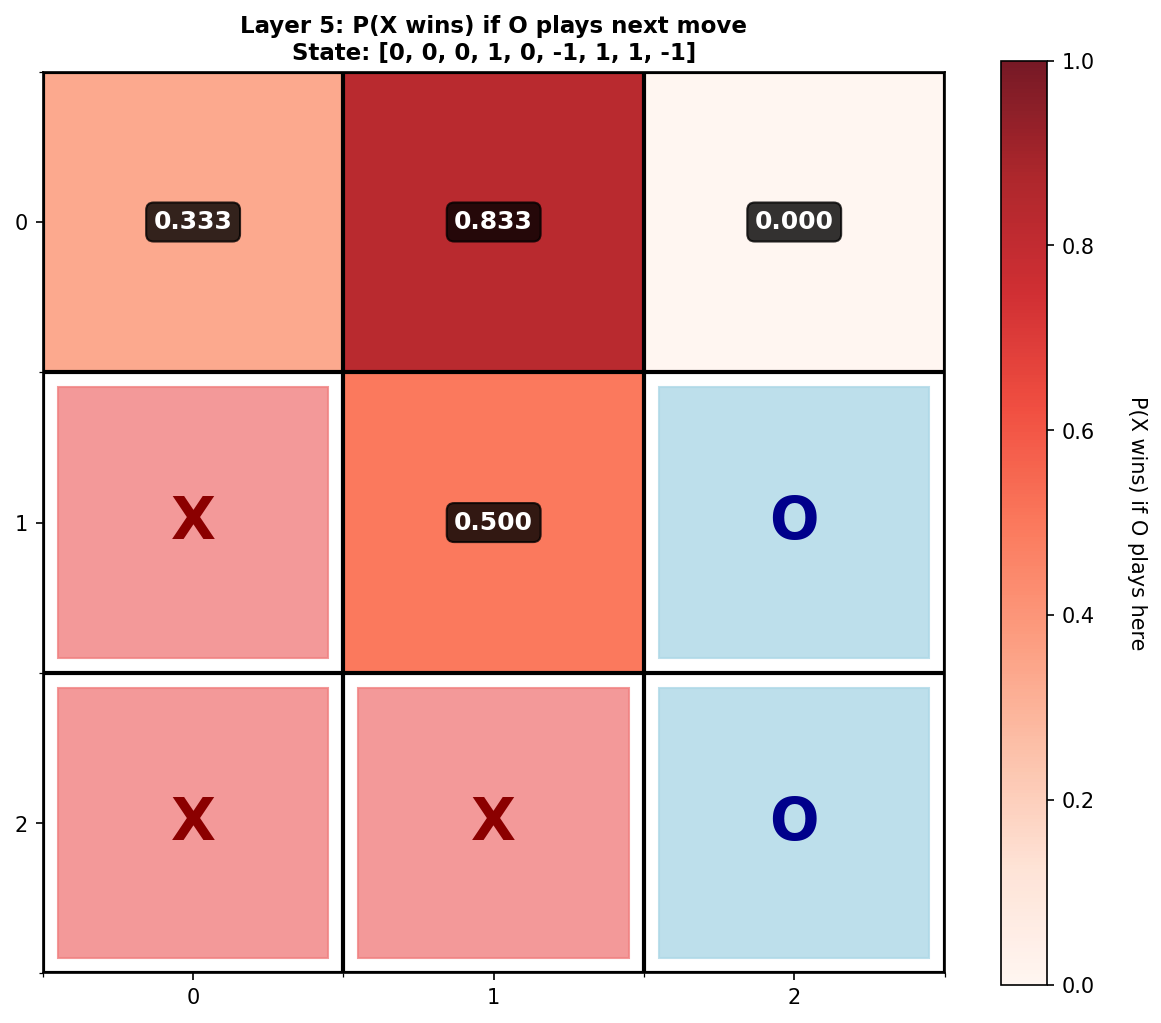 Layer 5: P(X wins) if O plays next move
State: [0, 0, 0, 1, 0, -1, 1, 1, -1]
0
0.333
0.833
0.000
1
X
0.500
O
2
X
X
O
0
1
2
1.0
0.8
0.6
0.4
0.2
0.0
P(X wins) if O plays here